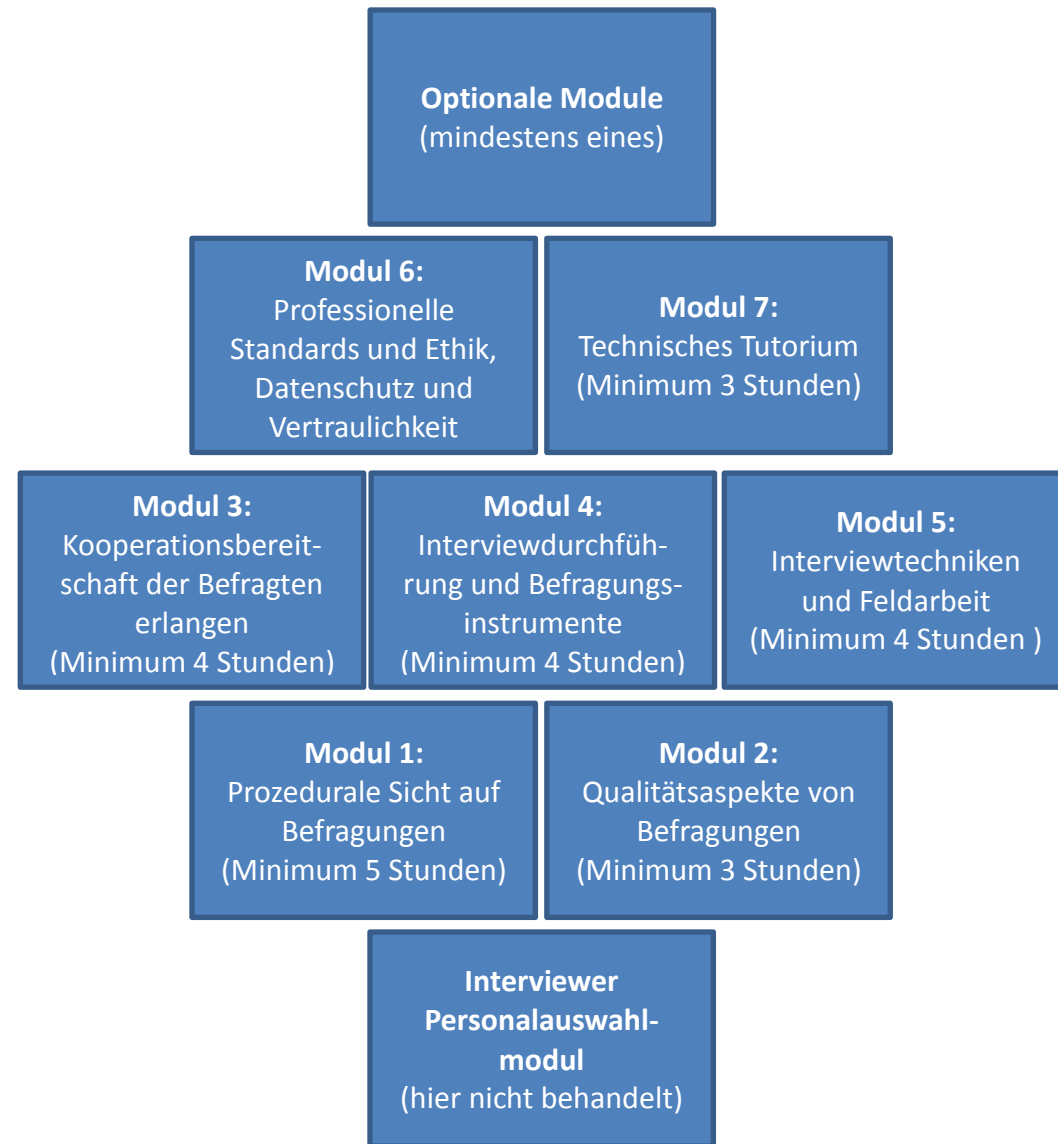 Optionale Module
(mindestens eines)
Modul 6:
Professionelle
Standards und Ethik,
Datenschutz und
Vertraulichkeit
Modul 7:
Technisches Tutorium
(Minimum 3 Stunden)
Modul 3:
Kooperationsbereit-
schaft der Befragten
erlangen
(Minimum 4 Stunden)
Modul 4:
Interviewdurchfüh-
rung und Befragungs-
instrumente
(Minimum 4 Stunden)
Modul 5:
Interviewtechniken
und Feldarbeit
(Minimum 4 Stunden )
Modul 1:
Prozedurale Sicht auf
Befragungen
(Minimum 5 Stunden)
Modul 2:
Qualitätsaspekte von
Befragungen
(Minimum 3 Stunden)
Interviewer
Personalauswahl-
modul
(hier nicht behandelt)